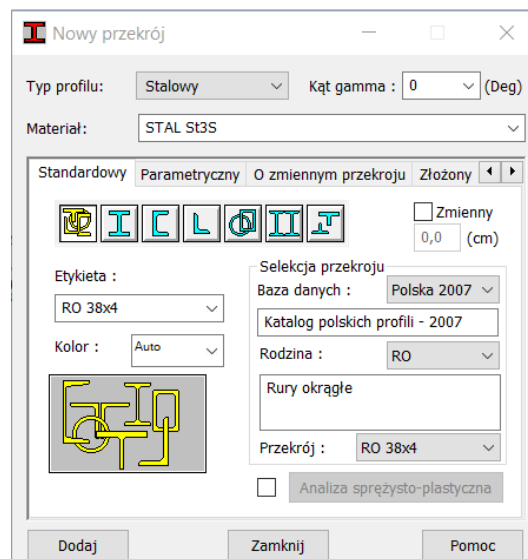 Nowy przekrój
Typ profilu: Stalowy Kąt gamma : 0 (Deg)
Materiał: STAL St3S
Standardowy Parametryczny O zmiennym przekroju Złożony
Zmienny
0,0 (cm)
Etykieta :
RO 38x4
Kolor : Auto
Selekcja przekroju
Baza danych : Polska 2007
Katalog polskich profili - 2007
Rodzina : RO
Rury okrągłe
Przekrój : RO 38x4
Analiza sprężysto-plastyczna
Dodaj Zamknij Pomoc